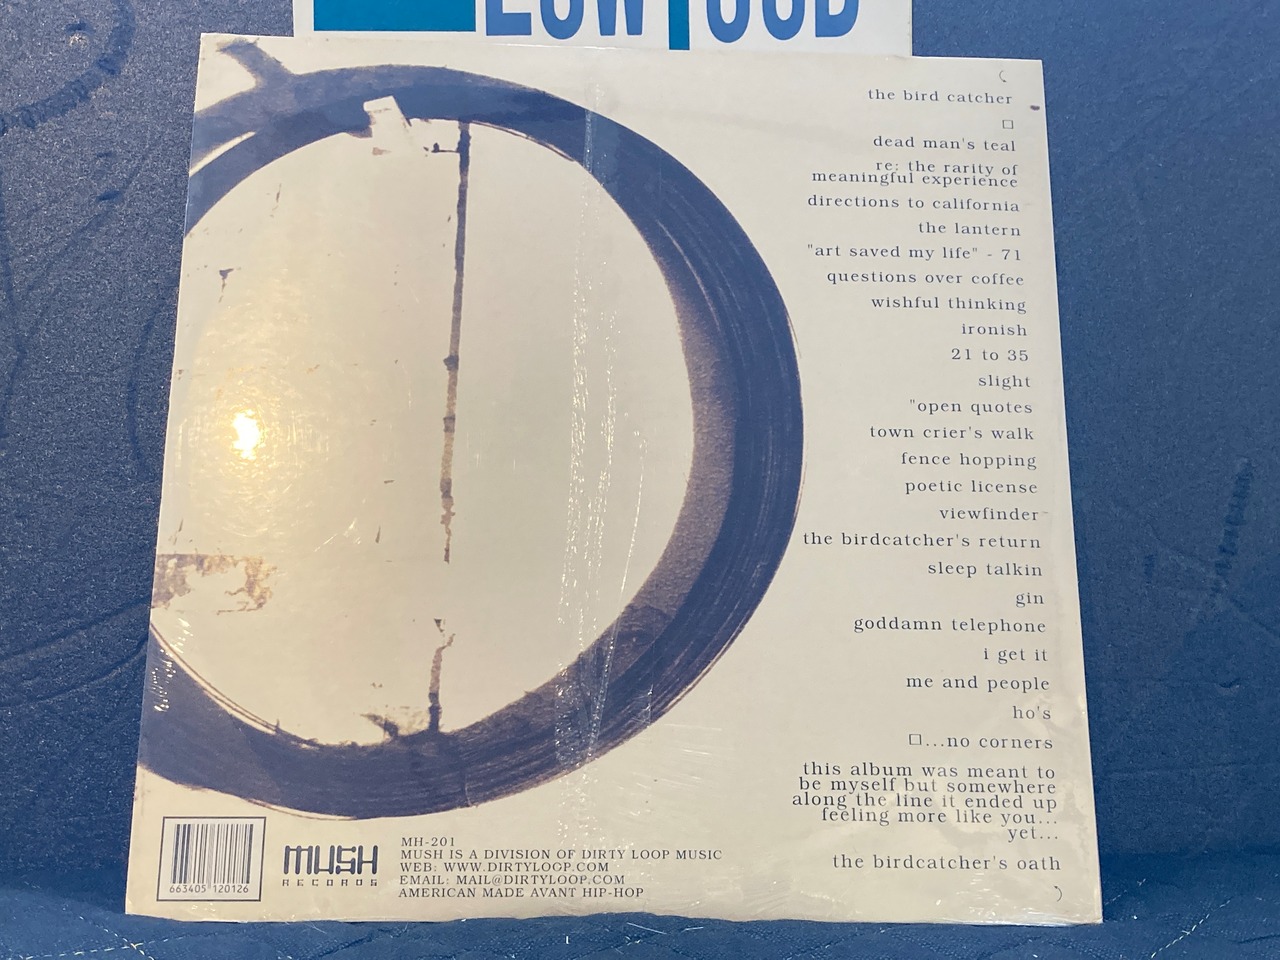 LOW
(
the bird catcher
□
dead man's teal
re: the rarity of
meaningful experience
directions to california
the lantern
"art saved my life" - 71
questions over coffee
wishful thinking
ironish
21 to 35
slight
"open quotes
town crier's walk
fence hopping
poetic license
viewfinder
the birdcatcher's return
sleep talkin
gin
goddamn telephone
i get it
me and people
ho's
□...no corners
this album was meant to
be myself but somewhere
along the line it ended up
feeling more like you...
yet...
the birdcatcher's oath
)
663405 120126
MUSH
RECORDS
MH-201
MUSH IS A DIVISION OF DIRTY LOOP MUSIC
WEB: WWW.DIRTYLOOP.COM
EMAIL: MAIL@DIRTYLOOP.COM
AMERICAN MADE AVANT HIP-HOP